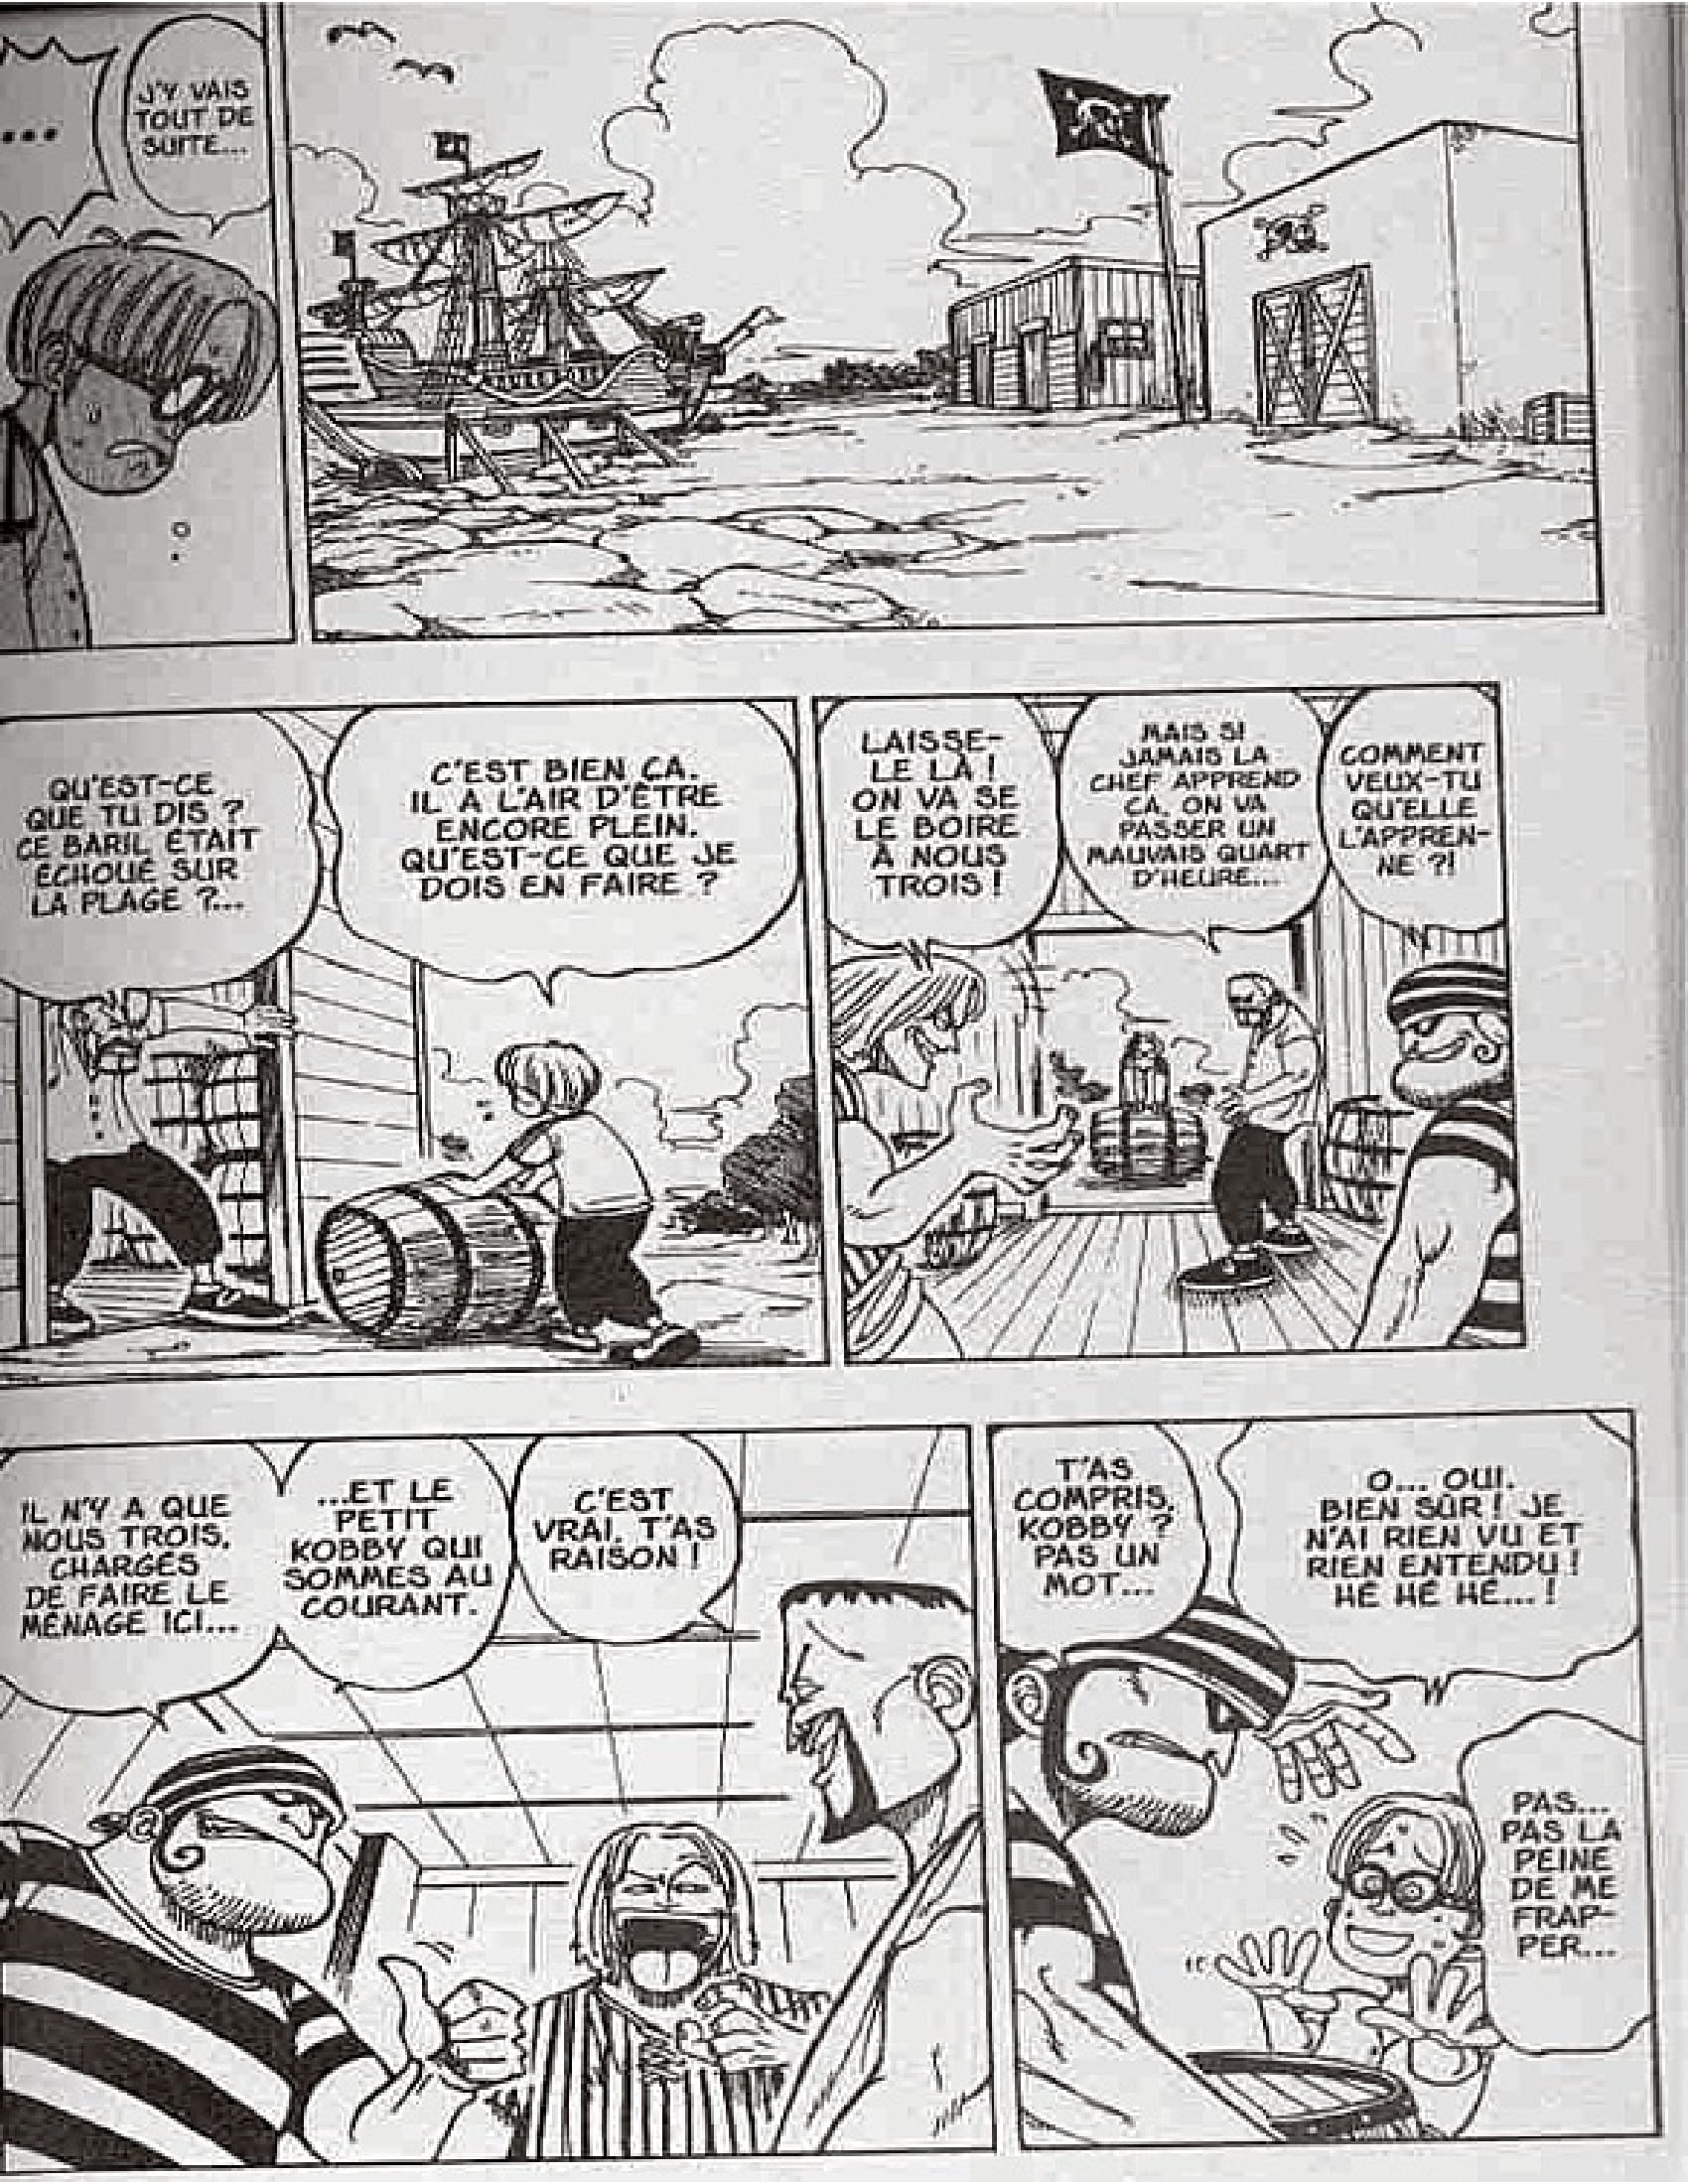 ...
J'Y VAIS
TOUT DE
SUITE...
QU'EST-CE
QUE TU DIS ?
CE BARIL ÉTAIT
ÉCHOUÉ SUR
LA PLAGE ?...
C'EST BIEN ÇA.
IL A L'AIR D'ÊTRE
ENCORE PLEIN.
QU'EST-CE QUE JE
DOIS EN FAIRE ?
LAISSE-
LE LÀ !
ON VA SE
LE BOIRE
À NOUS
TROIS !
MAIS SI
JAMAIS LA
CHEF APPREND
ÇA, ON VA
PASSER UN
MAUVAIS QUART
D'HEURE...
COMMENT
VEUX-TU
QU'ELLE
L'APPREN-
NE ?!
IL N'Y A QUE
NOUS TROIS,
CHARGÉS
DE FAIRE LE
MÉNAGE ICI...
...ET LE
PETIT
KOBBY QUI
SOMMES AU
COURANT.
C'EST
VRAI, T'AS
RAISON !
T'AS
COMPRIS,
KOBBY ?
PAS UN
MOT...
O... OUI.
BIEN SÛR ! JE
N'AI RIEN VU ET
RIEN ENTENDU !
HÉ HÉ HÉ... !
PAS...
PAS LA
PEINE
DE ME
FRAP-
PER...